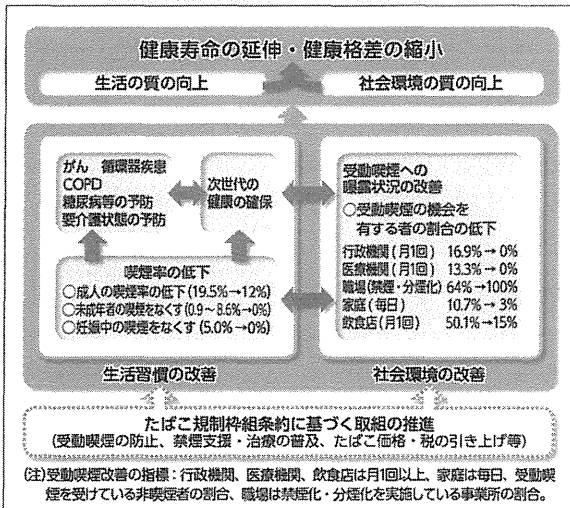 健康寿命の延伸・健康格差の縮小
生活の質の向上
社会環境の質の向上
がん 循環器疾患
COPD
糖尿病等の予防
要介護状態の予防
次世代の
健康の確保
喫煙率の低下
○成人の喫煙率の低下(19.5%→12%)
○未成年者の喫煙をなくす(0.9～8.6%→0%)
○妊娠中の喫煙をなくす(5.0%→0%)
生活習慣の改善
受動喫煙への
曝露状況の改善
○受動喫煙の機会を
有する者の割合の低下
行政機関(月1回) 16.9%→0%
医療機関(月1回) 13.3%→0%
職場(禁煙・分煙化) 64%→100%
家庭(毎日) 10.7%→3%
飲食店(月1回) 50.1%→15%
社会環境の改善
たばこ規制枠組条約に基づく取組の推進
(受動喫煙の防止、禁煙支援・治療の普及、たばこ価格・税の引き上げ等)
(注)受動喫煙改善の指標：行政機関、医療機関、飲食店は月1回以上、家庭は毎日、受動喫
煙を受けている非喫煙者の割合、職場は禁煙化・分煙化を実施している事業所の割合。